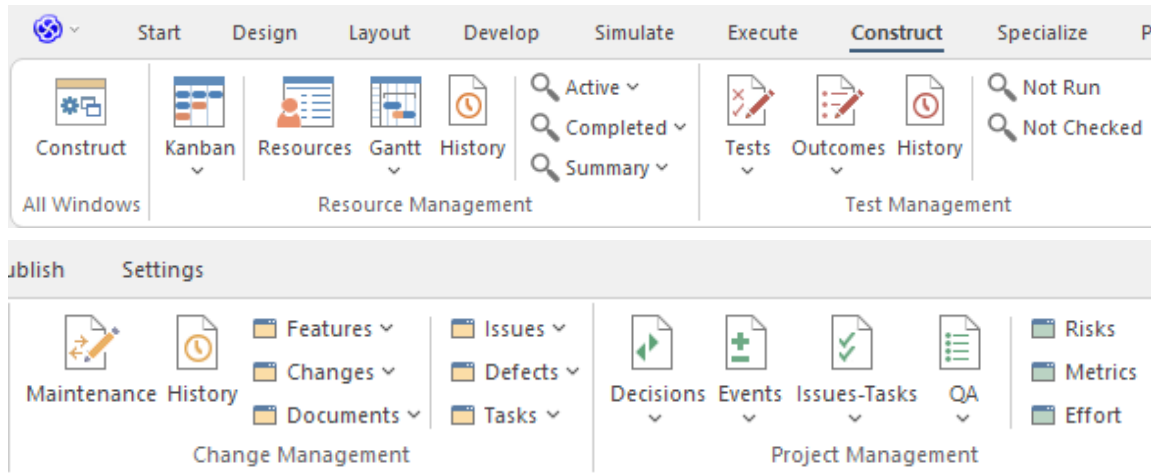 Start Design Layout Develop Simulate Execute Construct Specialize P
Construct
All Windows
Kanban Resources Gantt History
Active
Completed
Summary
Resource Management
Tests Outcomes History
Not Run
Not Checked
Test Management
ublish Settings
Maintenance History
Features
Changes
Documents
Issues
Defects
Tasks
Change Management
Decisions Events Issues-Tasks QA
Risks
Metrics
Effort
Project Management